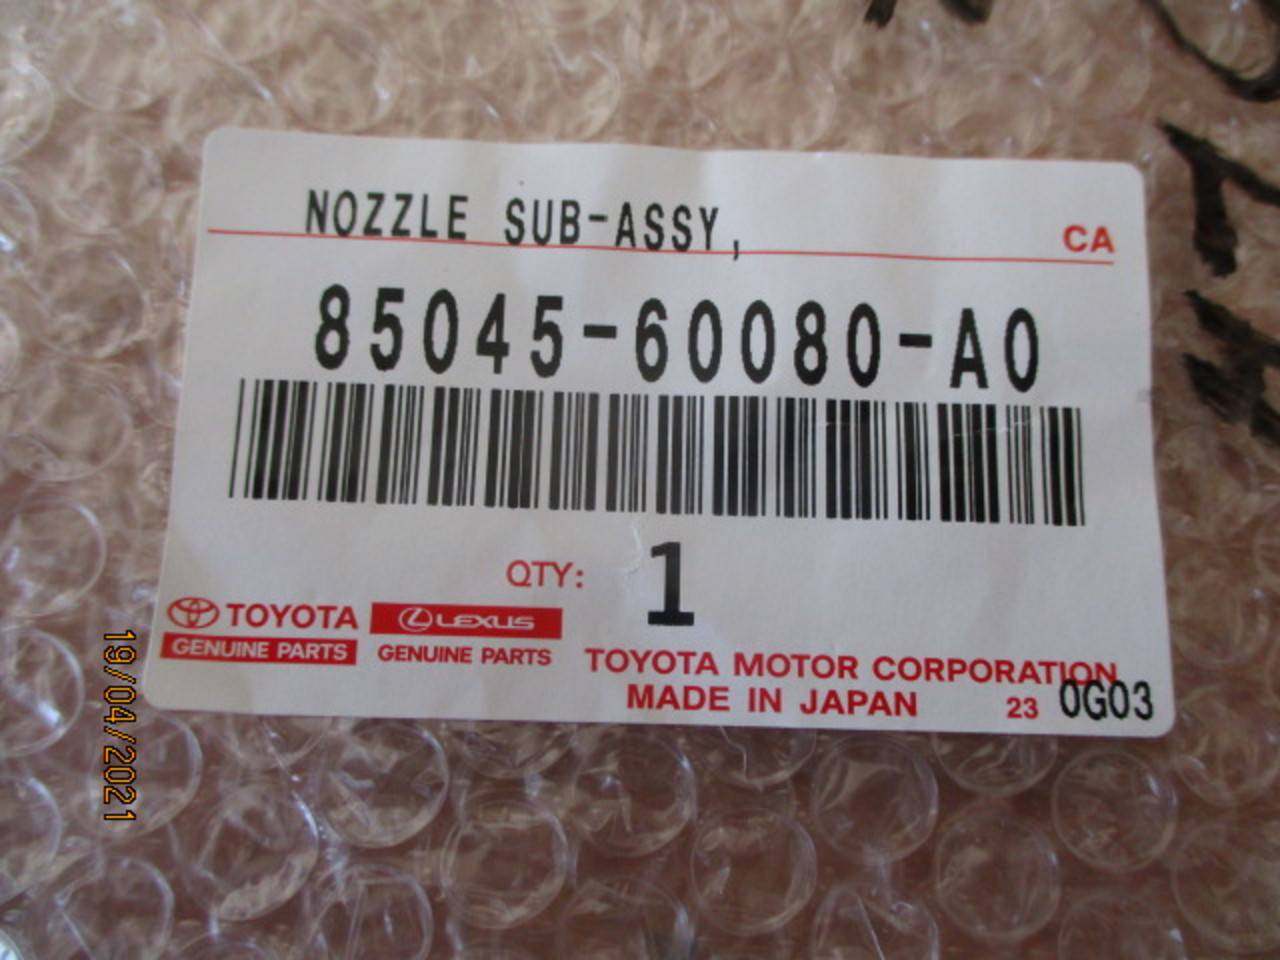 NOZZLE SUB-ASSY,
CA
85045-60080-A0
QTY: 1
TOYOTA
GENUINE PARTS
LEXUS
GENUINE PARTS
TOYOTA MOTOR CORPORATION
MADE IN JAPAN
23 0G03
19/04/2021